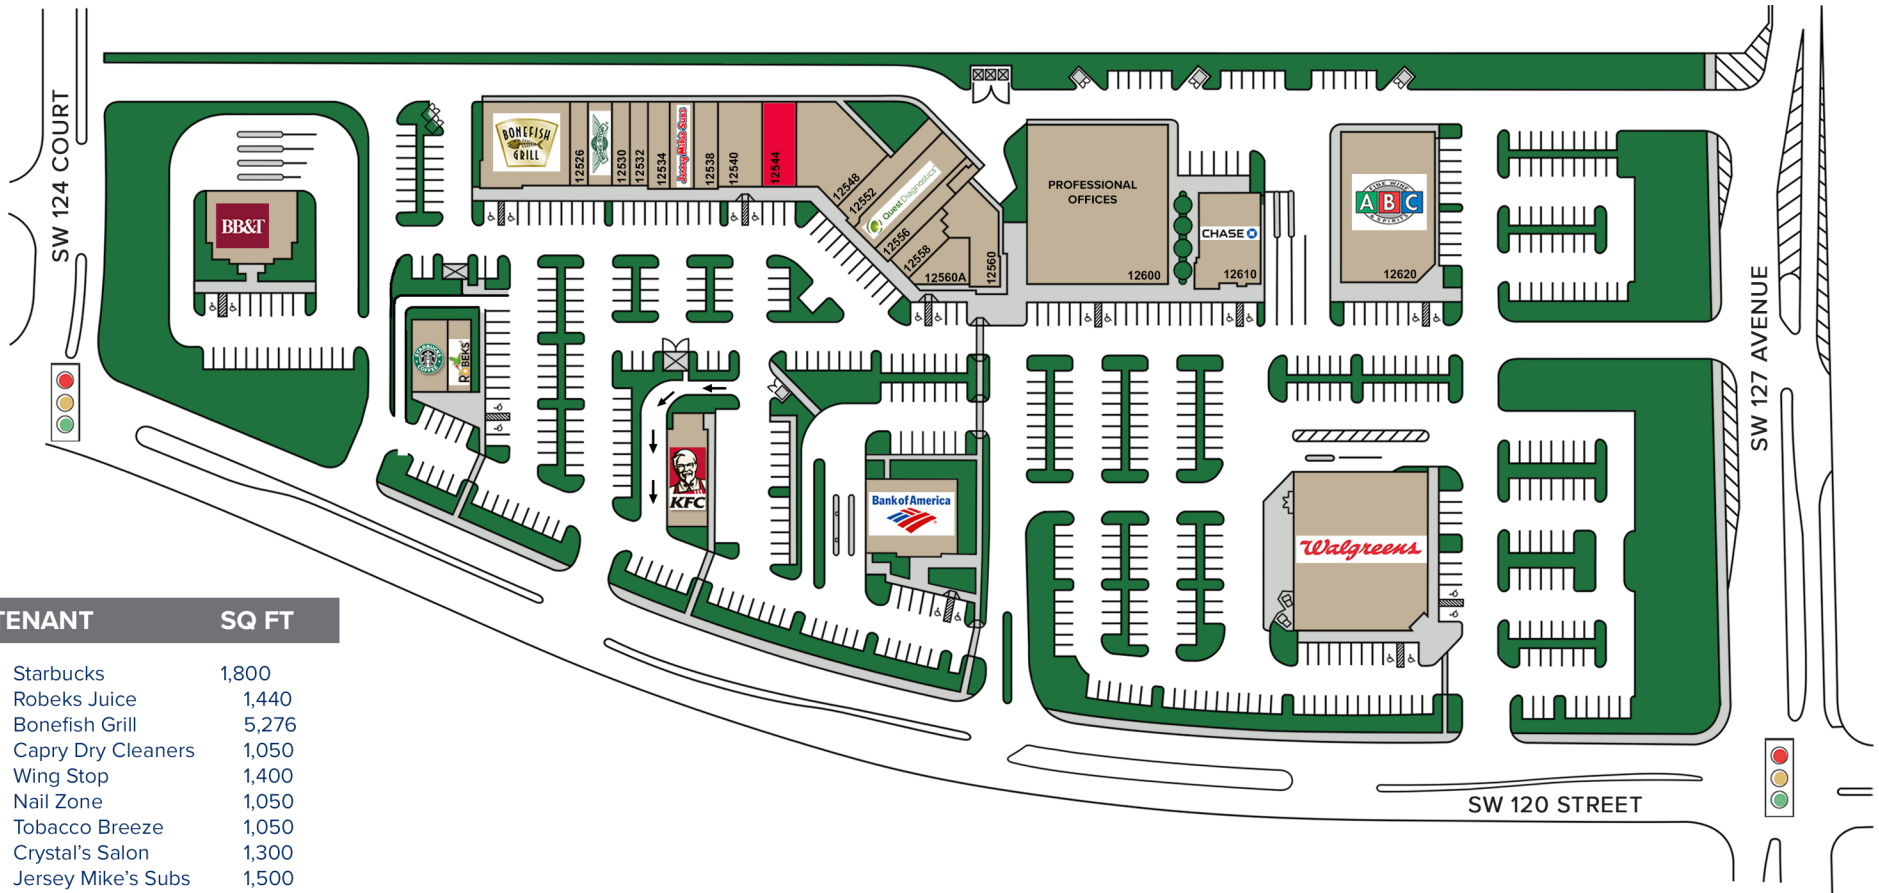 SW 124 COURT
BB&T
BONEFISH
GRILL
12526
12530
12532
12534
Jersey Mike's Subs
12538
12540
12544
12548
12552
Quest Diagnostics
12556
12558
12560A
12560
PROFESSIONAL
OFFICES
12600
CHASE
12610
FINE WINE
ABC
& SPIRITS
12620
SW 127 AVENUE
STARBUCKS
COFFEE
ROBEKS
KFC
Bank of America
Walgreens
SW 120 STREET
TENANT SQ FT
Starbucks 1,800
Robeks Juice 1,440
Bonefish Grill 5,276
Capry Dry Cleaners 1,050
Wing Stop 1,400
Nail Zone 1,050
Tobacco Breeze 1,050
Crystal's Salon 1,300
Jersey Mike's Subs 1,500